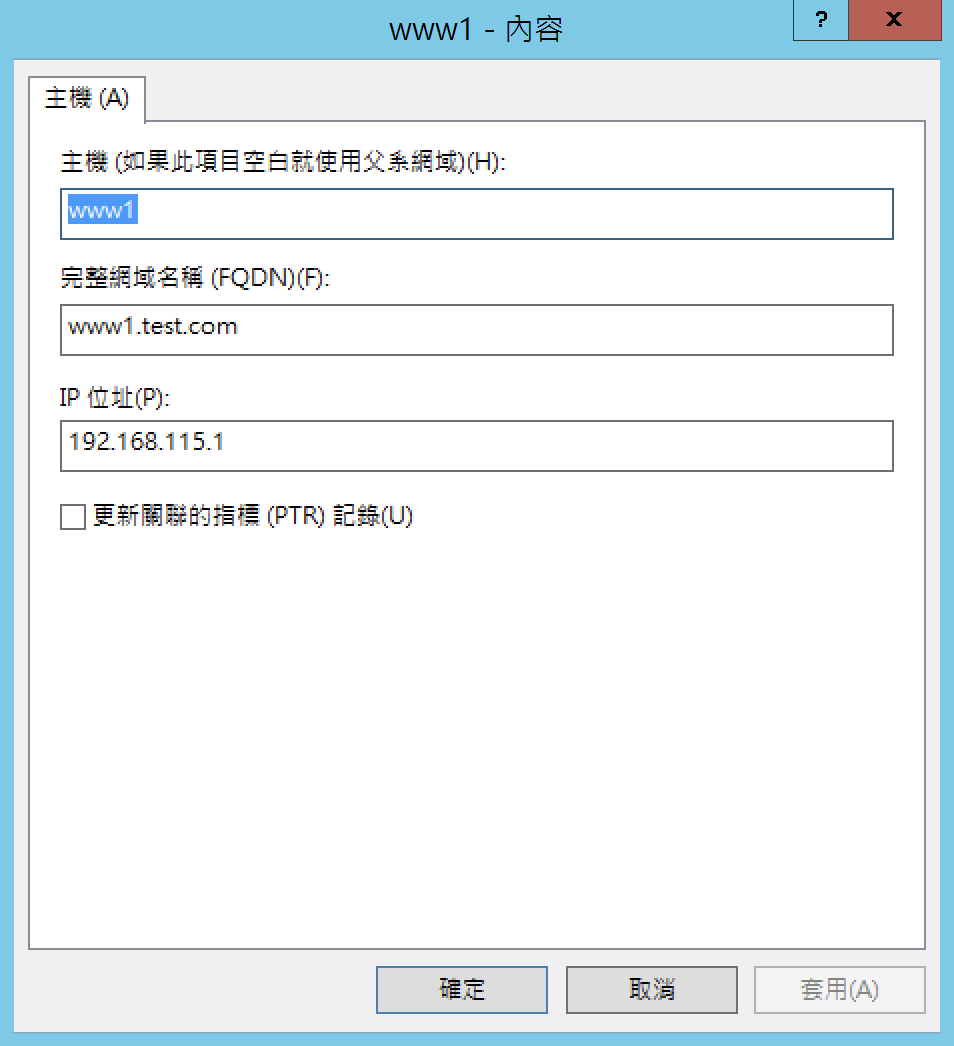 www1 - 內容
?
x
主機 (A)
主機 (如果此項目空白就使用父系網域)(H):
www1
完整網域名稱 (FQDN)(F):
www1.test.com
IP 位址(P):
192.168.115.1
更新關聯的指標 (PTR) 記錄(U)
確定
取消
套用(A)